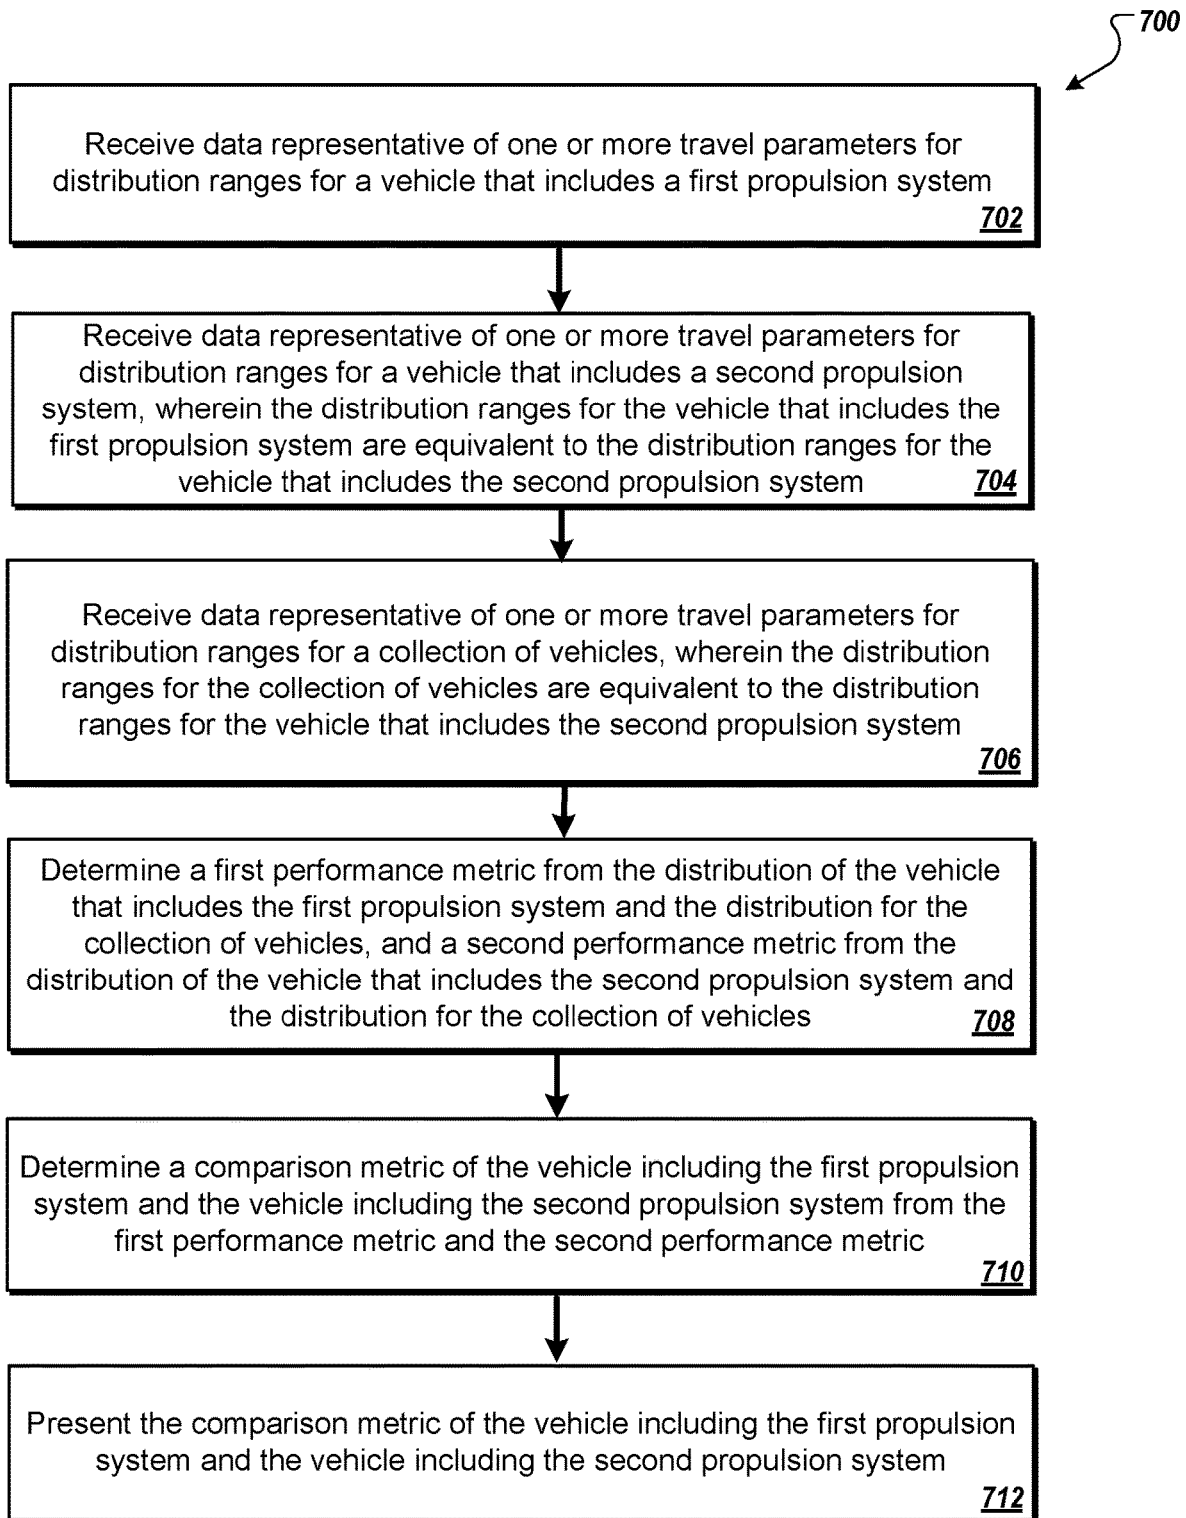 700
Receive data representative of one or more travel parameters for
distribution ranges for a vehicle that includes a first propulsion system
702
Receive data representative of one or more travel parameters for
distribution ranges for a vehicle that includes a second propulsion
system, wherein the distribution ranges for the vehicle that includes the
first propulsion system are equivalent to the distribution ranges for the
vehicle that includes the second propulsion system 704
Receive data representative of one or more travel parameters for
distribution ranges for a collection of vehicles, wherein the distribution
ranges for the collection of vehicles are equivalent to the distribution
ranges for the vehicle that includes the second propulsion system
706
Determine a first performance metric from the distribution of the vehicle
that includes the first propulsion system and the distribution for the
collection of vehicles, and a second performance metric from the
distribution of the vehicle that includes the second propulsion system and
the distribution for the collection of vehicles 708
Determine a comparison metric of the vehicle including the first propulsion
system and the vehicle including the second propulsion system from the
first performance metric and the second performance metric
710
Present the comparison metric of the vehicle including the first propulsion
system and the vehicle including the second propulsion system
712